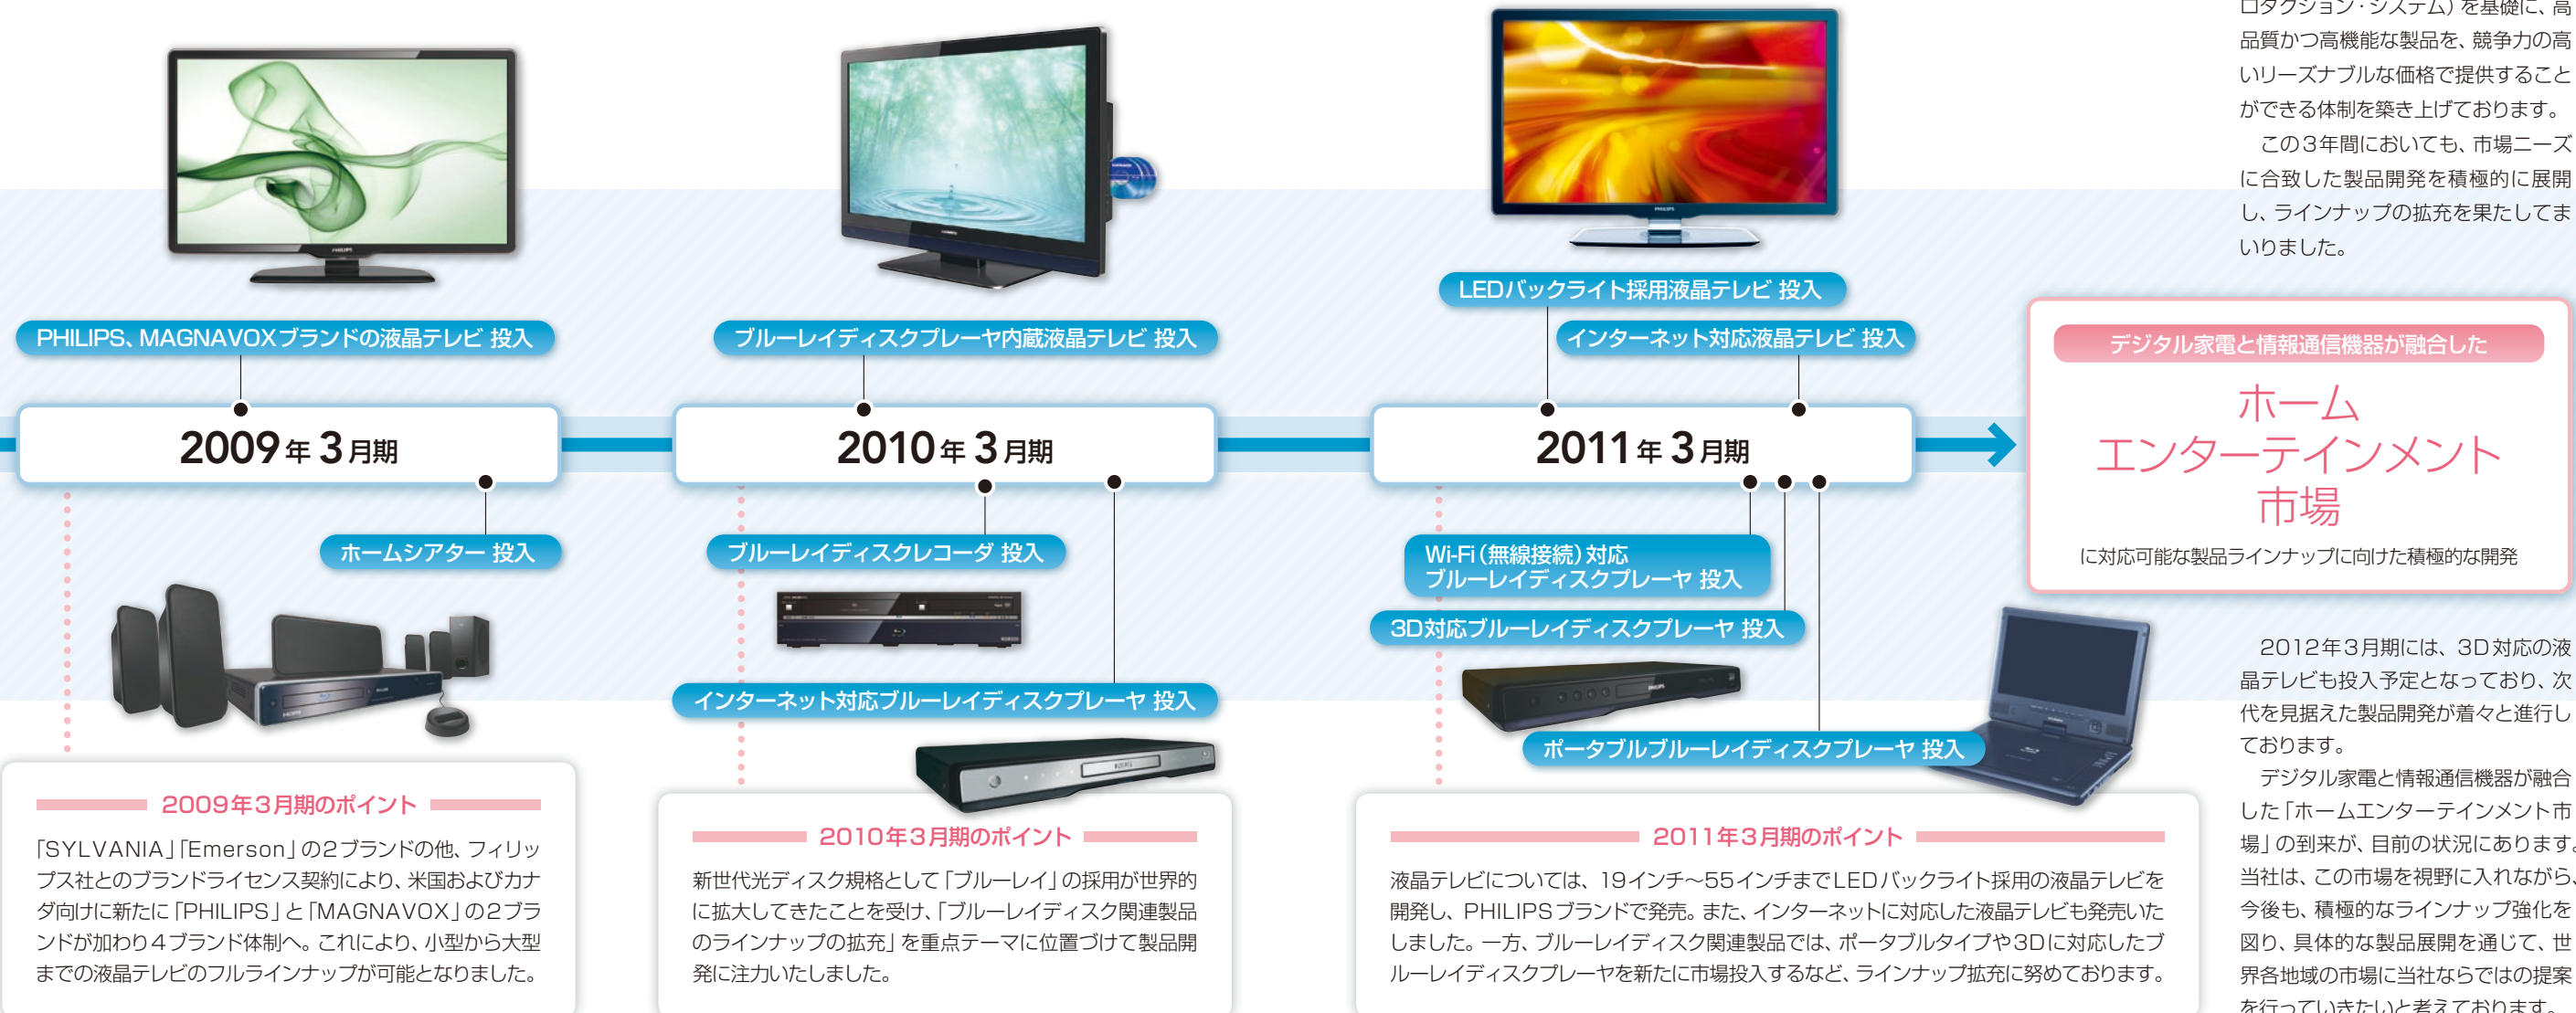 ロダクション・システム）を基礎に、高
品質かつ高機能な製品を、競争力の高
いリーズナブルな価格で提供すること
ができる体制を築き上げております。
この3年間においても、市場ニーズ
に合致した製品開発を積極的に展開
し、ラインナップの拡充を果たしてま
いりました。
PHILIPS、MAGNAVOXブランドの液晶テレビ 投入
ブルーレイディスクプレーヤ内蔵液晶テレビ 投入
LEDバックライト採用液晶テレビ 投入
インターネット対応液晶テレビ 投入
2009年3月期
2010年3月期
2011年3月期
ホームシアター 投入
ブルーレイディスクレコーダ 投入
インターネット対応ブルーレイディスクプレーヤ 投入
Wi-Fi（無線接続）対応
ブルーレイディスクプレーヤ 投入
3D対応ブルーレイディスクプレーヤ 投入
ポータブルブルーレイディスクプレーヤ 投入
デジタル家電と情報通信機器が融合した
ホーム
エンターテインメント
市場
に対応可能な製品ラインナップに向けた積極的な開発
2009年3月期のポイント
「SYLVANIA」「Emerson」の2ブランドの他、フィリッ
プス社とのブランドライセンス契約により、米国およびカナ
ダ向けに新たに「PHILIPS」と「MAGNAVOX」の2ブラ
ンドが加わり4ブランド体制へ。これにより、小型から大型
までの液晶テレビのフルラインナップが可能となりました。
2010年3月期のポイント
新世代光ディスク規格として「ブルーレイ」の採用が世界的
に拡大してきたことを受け、「ブルーレイディスク関連製品
のラインナップの拡充」を重点テーマに位置づけて製品開
発に注力いたしました。
2011年3月期のポイント
液晶テレビについては、19インチ～55インチまでLEDバックライト採用の液晶テレビを
開発し、PHILIPSブランドで発売。また、インターネットに対応した液晶テレビも発売いた
しました。一方、ブルーレイディスク関連製品では、ポータブルタイプや3Dに対応したブ
ルーレイディスクプレーヤを新たに市場投入するなど、ラインナップ拡充に努めております。
2012年3月期には、3D対応の液
晶テレビも投入予定となっており、次
代を見据えた製品開発が着々と進行し
ております。
デジタル家電と情報通信機器が融合
した「ホームエンターテインメント市
場」の到来が、目前の状況にあります。
当社は、この市場を視野に入れながら、
今後も、積極的なラインナップ強化を
図り、具体的な製品展開を通じて、世
界各地域の市場に当社ならではの提案
を行っていきたいと考えております。